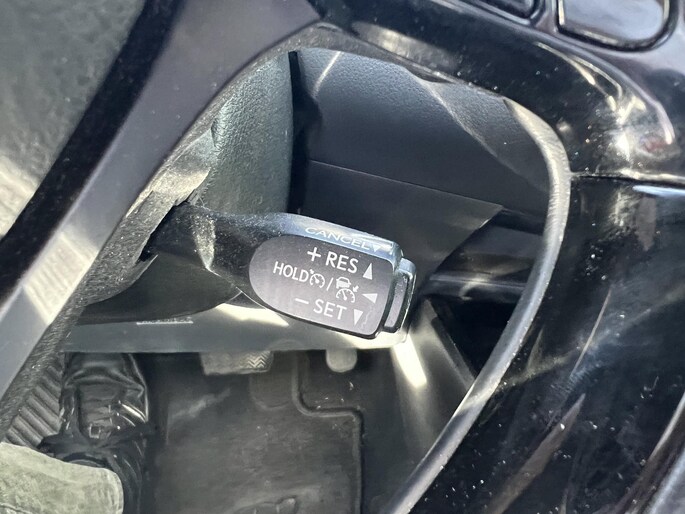 CANCEL
+ RES
HOLD /
− SET